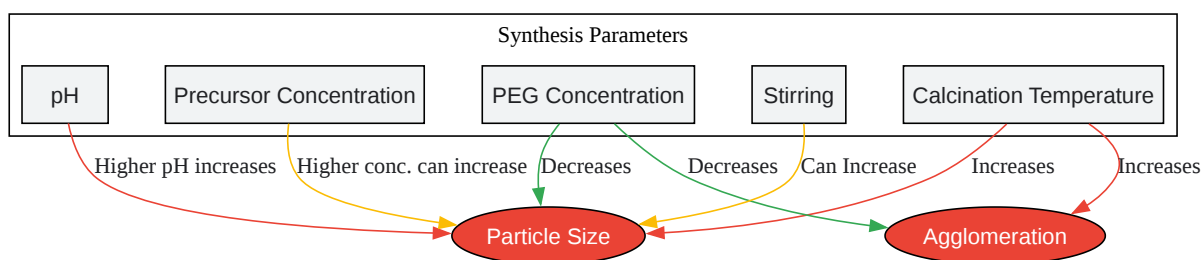 Synthesis Parameters
pH
Precursor Concentration
PEG Concentration
Stirring
Calcination Temperature
Higher pH increases
Higher conc. can increase
Decreases
Decreases
Can Increase
Increases
Increases
Particle Size
Agglomeration